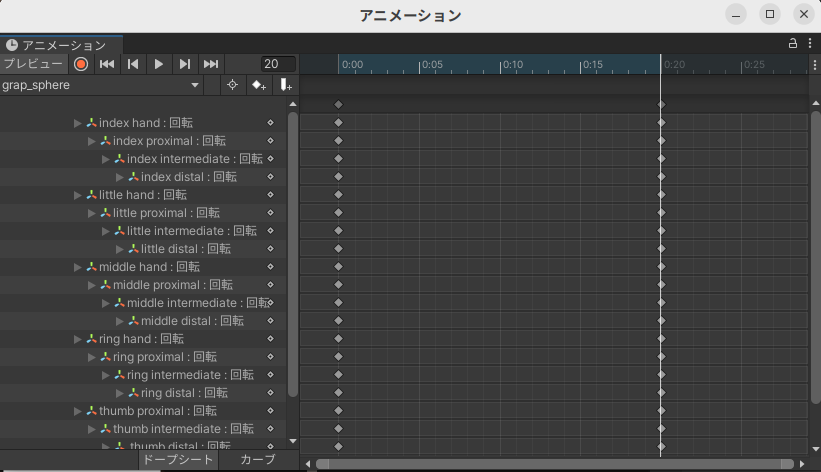 アニメーション
アニメーション
プレビュー 20 0:00 0:05 0:10 0:15 0:20 0:25
grap_sphere
index hand : 回転
index proximal : 回転
index intermediate : 回転
index distal : 回転
little hand : 回転
little proximal : 回転
little intermediate : 回転
little distal : 回転
middle hand : 回転
middle proximal : 回転
middle intermediate : 回転
middle distal : 回転
ring hand : 回転
ring proximal : 回転
ring intermediate : 回転
ring distal : 回転
thumb proximal : 回転
thumb intermediate : 回転
thumb distal : 回転
ドープシート カーブ